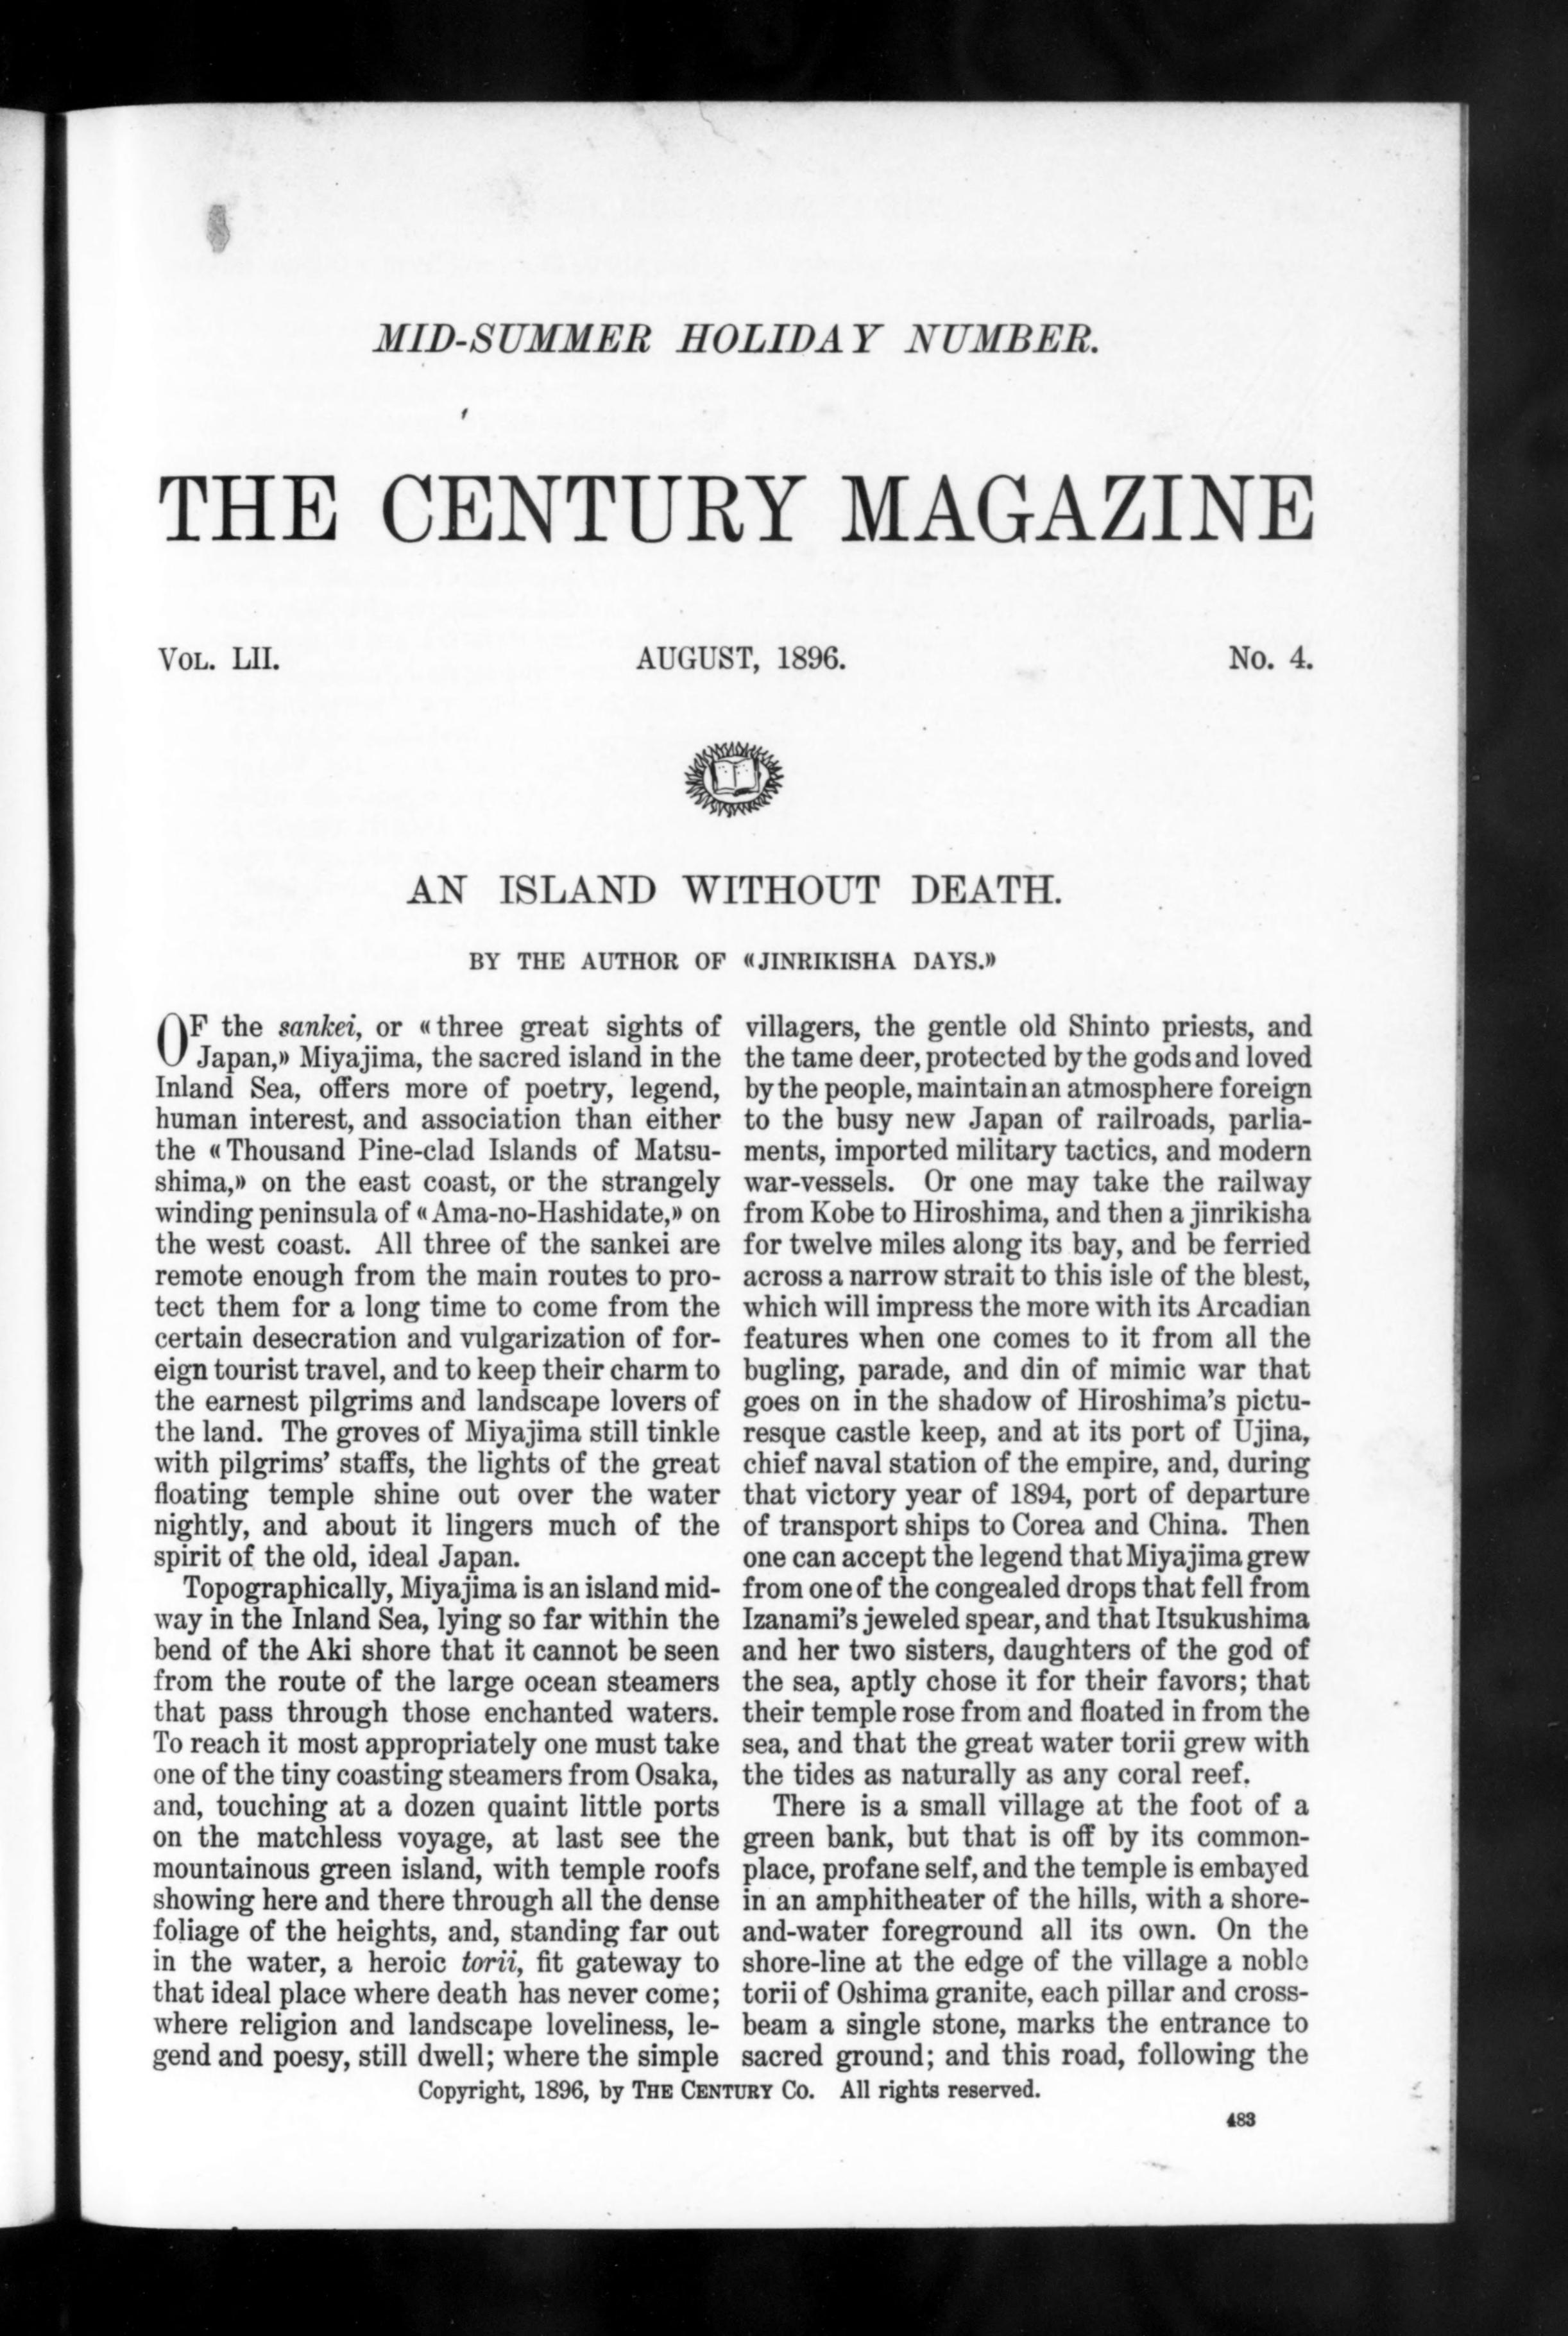 MID-SUMMER HOLIDAY NUMBER.
THE CENTURY MAGAZINE
VOL. LII. AUGUST, 1896. No. 4.
AN ISLAND WITHOUT DEATH.
BY THE AUTHOR OF «JINRIKISHA DAYS.»
OF the sankei, or «three great sights of
Japan,» Miyajima, the sacred island in the
Inland Sea, offers more of poetry, legend,
human interest, and association than either
the «Thousand Pine-clad Islands of Matsu-
shima,» on the east coast, or the strangely
winding peninsula of «Ama-no-Hashidate,» on
the west coast. All three of the sankei are
remote enough from the main routes to pro-
tect them for a long time to come from the
certain desecration and vulgarization of for-
eign tourist travel, and to keep their charm to
the earnest pilgrims and landscape lovers of
the land. The groves of Miyajima still tinkle
with pilgrims' staffs, the lights of the great
floating temple shine out over the water
nightly, and about it lingers much of the
spirit of the old, ideal Japan.
Topographically, Miyajima is an island mid-
way in the Inland Sea, lying so far within the
bend of the Aki shore that it cannot be seen
from the route of the large ocean steamers
that pass through those enchanted waters.
To reach it most appropriately one must take
one of the tiny coasting steamers from Osaka,
and, touching at a dozen quaint little ports
on the matchless voyage, at last see the
mountainous green island, with temple roofs
showing here and there through all the dense
foliage of the heights, and, standing far out
in the water, a heroic torii, fit gateway to
that ideal place where death has never come;
where religion and landscape loveliness, le-
gend and poesy, still dwell; where the simple
villagers, the gentle old Shinto priests, and
the tame deer, protected by the gods and loved
by the people, maintain an atmosphere foreign
to the busy new Japan of railroads, parlia-
ments, imported military tactics, and modern
war-vessels. Or one may take the railway
from Kobe to Hiroshima, and then a jinrikisha
for twelve miles along its bay, and be ferried
across a narrow strait to this isle of the blest,
which will impress the more with its Arcadian
features when one comes to it from all the
bugling, parade, and din of mimic war that
goes on in the shadow of Hiroshima's pictu-
resque castle keep, and at its port of Ujina,
chief naval station of the empire, and, during
that victory year of 1894, port of departure
of transport ships to Corea and China. Then
one can accept the legend that Miyajima grew
from one of the congealed drops that fell from
Izanami's jeweled spear, and that Itsukushima
and her two sisters, daughters of the god of
the sea, aptly chose it for their favors; that
their temple rose from and floated in from the
sea, and that the great water torii grew with
the tides as naturally as any coral reef.
There is a small village at the foot of a
green bank, but that is off by its common-
place, profane self, and the temple is embayed
in an amphitheater of the hills, with a shore-
and-water foreground all its own. On the
shore-line at the edge of the village a noble
torii of Oshima granite, each pillar and cross-
beam a single stone, marks the entrance to
sacred ground; and this road, following the
Copyright, 1896, by THE CENTURY CO. All rights reserved.
483